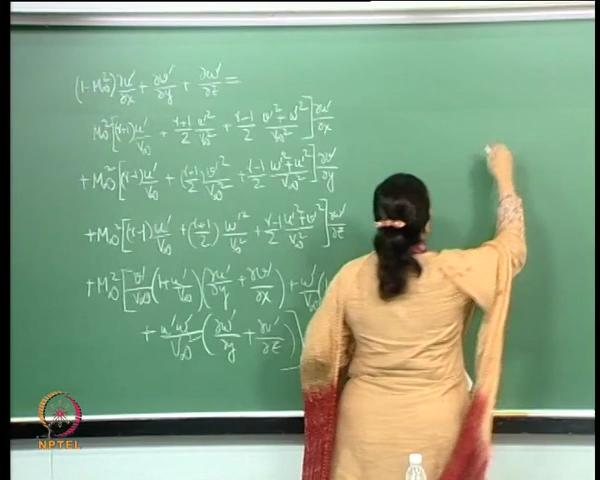 (1-M∞²) ∂u'/∂x + ∂v'/∂y + ∂w'/∂z =
M∞² [(γ+1) u'/V∞ + γ+1/2 u'²/V∞² + γ-1/2 v'²+w'²/V∞²] ∂u'/∂x
+ M∞² [(γ-1) u'/V∞ + (γ+1/2) v'²/V∞² + γ-1/2 w'²+u'²/V∞²] ∂v'/∂y
+ M∞² [(γ-1) u'/V∞ + (γ+1/2) w'²/V∞² + γ-1/2 u'²+v'²/V∞²] ∂w'/∂z
+ M∞² [v'/V∞ (1+u'/V∞) (∂u'/∂y + ∂v'/∂x) + w'/V∞ (1
+ v'w'/V∞² (∂w'/∂y + ∂v'/∂z)]
NPTEL